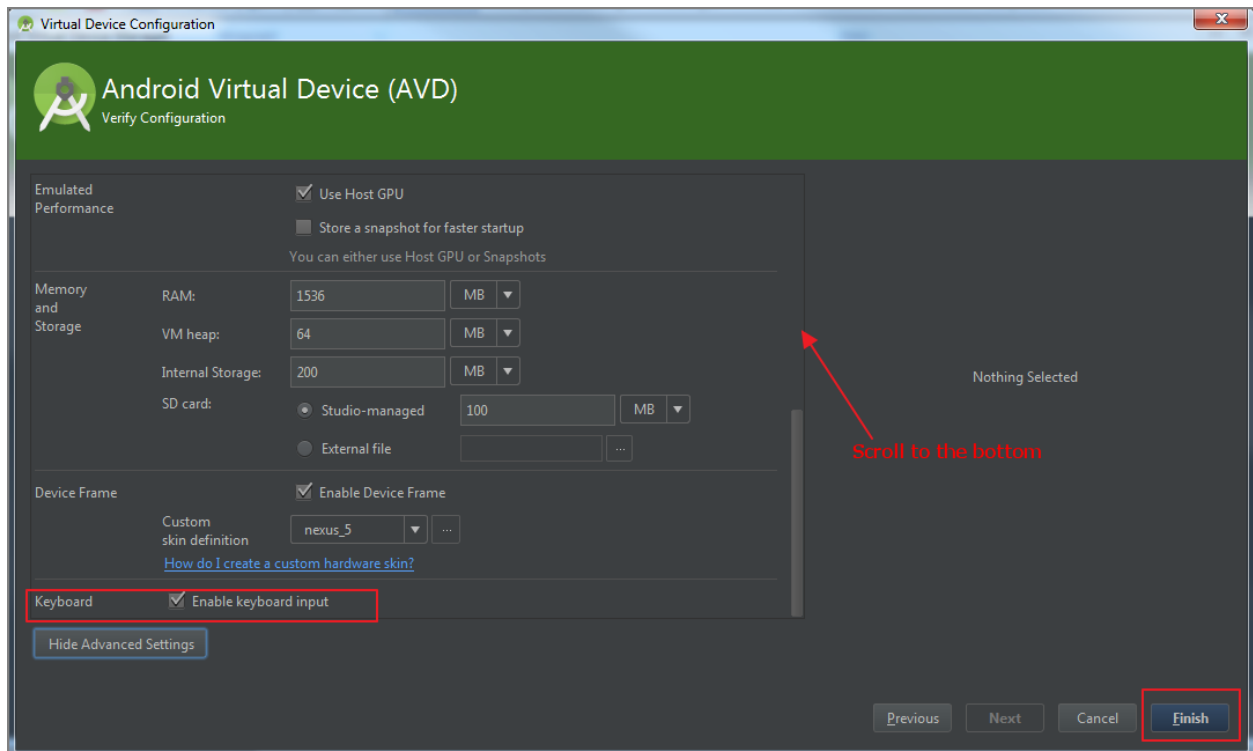 Virtual Device Configuration
Android Virtual Device (AVD)
Verify Configuration
Emulated
Performance
Use Host GPU
Store a snapshot for faster startup
You can either use Host GPU or Snapshots
Memory
and
Storage
RAM: 1536 MB
VM heap: 64 MB
Internal Storage: 200 MB
SD card: Studio-managed 100 MB
External file ...
Nothing Selected
Scroll to the bottom
Device Frame Enable Device Frame
Custom
skin definition nexus_5 ...
How do I create a custom hardware skin?
Keyboard Enable keyboard input
Hide Advanced Settings
Previous Next Cancel Finish